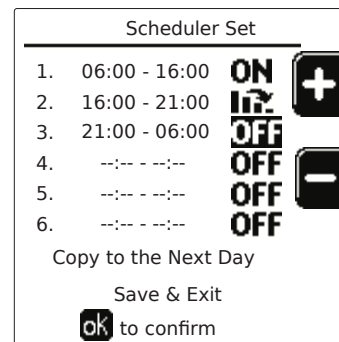 Scheduler Set
1. 06:00 - 16:00 ON
2. 16:00 - 21:00
3. 21:00 - 06:00 OFF
4. --:-- - --:-- OFF
5. --:-- - --:-- OFF
6. --:-- - --:-- OFF
Copy to the Next Day
Save & Exit
ok to confirm